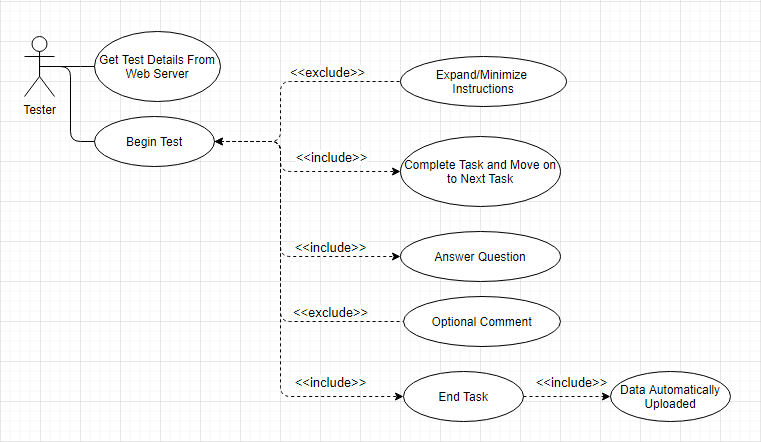 Tester
Get Test Details From
Web Server
Begin Test
<<exclude>>
Expand/Minimize
Instructions
<<include>>
Complete Task and Move on
to Next Task
<<include>>
Answer Question
<<exclude>>
Optional Comment
<<include>>
End Task
<<include>>
Data Automatically
Uploaded